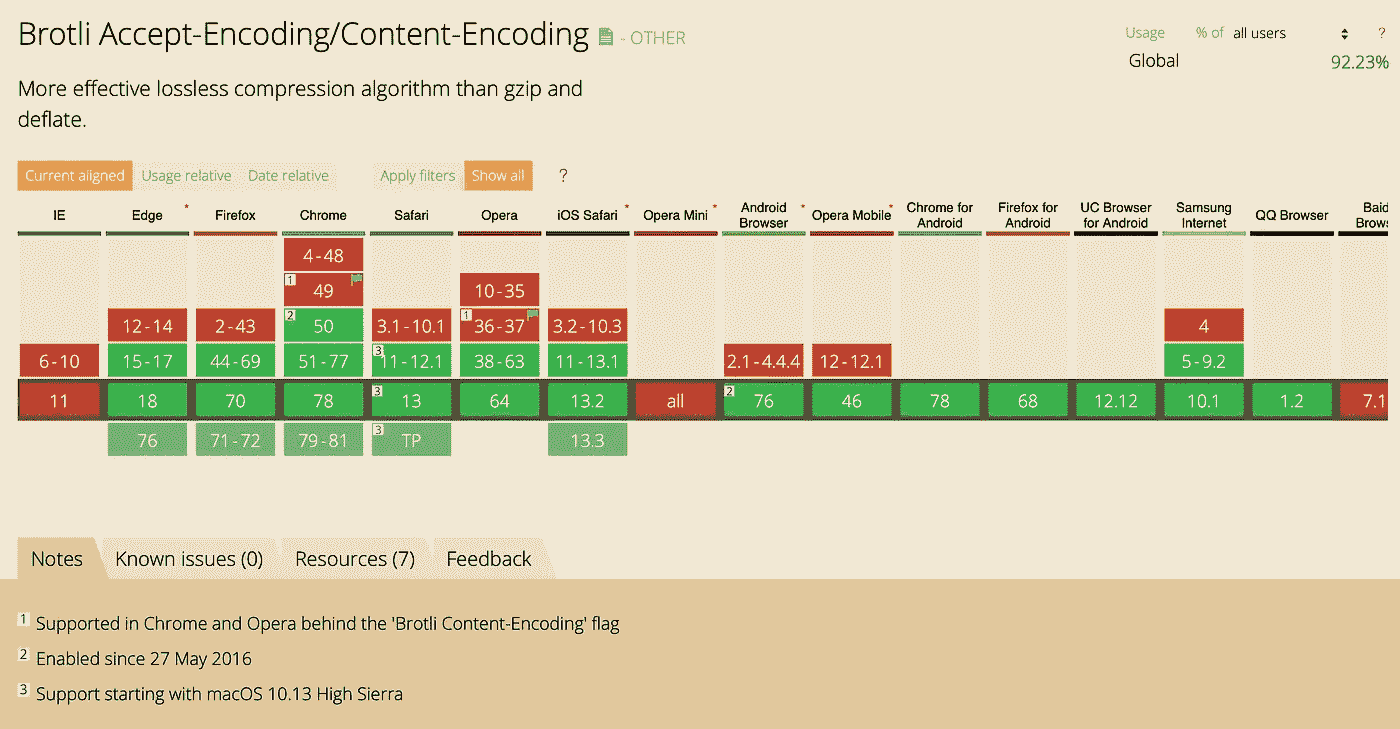 Brotli Accept-Encoding/Content-Encoding - OTHER
Usage % of all users ?
Global 92.23%
More effective lossless compression algorithm than gzip and
deflate.
Current aligned Usage relative Date relative Apply filters Show all ?
IE Edge * Firefox Chrome Safari Opera iOS Safari * Opera Mini * Android Browser * Opera Mobile * Chrome for Android Firefox for Android UC Browser for Android Samsung Internet QQ Browser Baid Brows
4-48
1 49 10-35
12-14 2-43 2 50 3.1-10.1 1 36-37 3.2-10.3 4
6-10 15-17 44-69 51-77 3 11-12.1 38-63 11-13.1 2.1-4.4.4 12-12.1 5-9.2
11 18 70 78 3 13 64 13.2 all 2 76 46 78 68 12.12 10.1 1.2 7.1
76 71-72 79-81 3 TP 13.3
Notes Known issues (0) Resources (7) Feedback
1 Supported in Chrome and Opera behind the 'Brotli Content-Encoding' flag
2 Enabled since 27 May 2016
3 Support starting with macOS 10.13 High Sierra